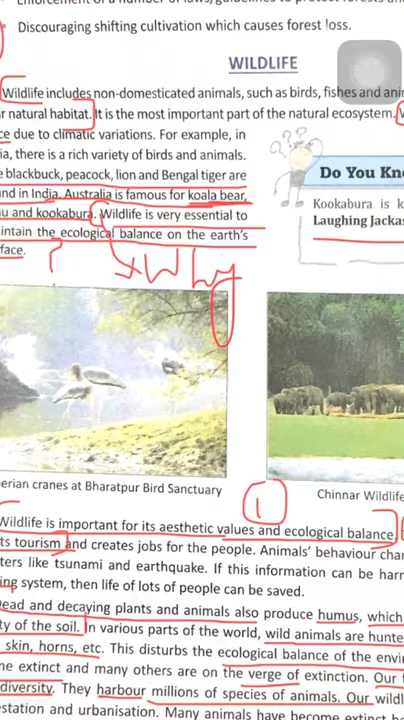 Enforcement of a number of laws/guidelines to protect forests and
Discouraging shifting cultivation which causes forest loss.
WILDLIFE
Wildlife includes non-domesticated animals, such as birds, fishes and
r natural habitat. It is the most important part of the natural ecosystem.
ce due to climatic variations. For example, in
ia, there is a rich variety of birds and animals.
e blackbuck, peacock, lion and Bengal tiger are
nd in India. Australia is famous for koala bear,
u and kookabura. Wildlife is very essential to
intain the ecological balance on the earth's
face.
???
Do You Kn
Kookabura is k
Laughing Jacka
? Why
erian cranes at Bharatpur Bird Sanctuary
Chinnar Wildlife
1
Wildlife is important for its aesthetic values and ecological balance.
ts tourism and creates jobs for the people. Animals' behaviour chan
ters like tsunami and earthquake. If this information can be harn
ing system, then life of lots of people can be saved.
Dead and decaying plants and animals also produce humus, which
ty of the soil. In various parts of the world, wild animals are hunte
skin, horns, etc. This disturbs the ecological balance of the envi
ne extinct and many others are on the verge of extinction. Our
diversity. They harbour millions of species of animals. Our wildl
estation and urbanisation. Many animals have become extinct